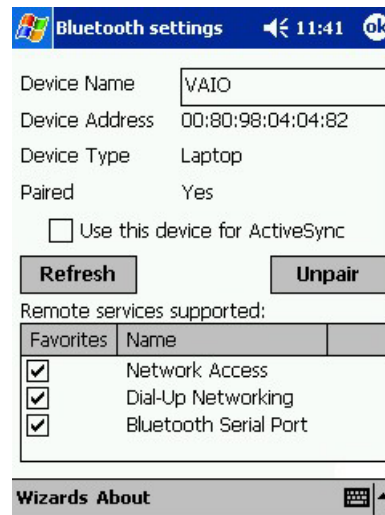 Bluetooth settings 11:41 ok
Device Name VAIO
Device Address 00:80:98:04:04:82
Device Type Laptop
Paired Yes
Use this device for ActiveSync
Refresh Unpair
Remote services supported:
Favorites Name
Network Access
Dial-Up Networking
Bluetooth Serial Port
Wizards About